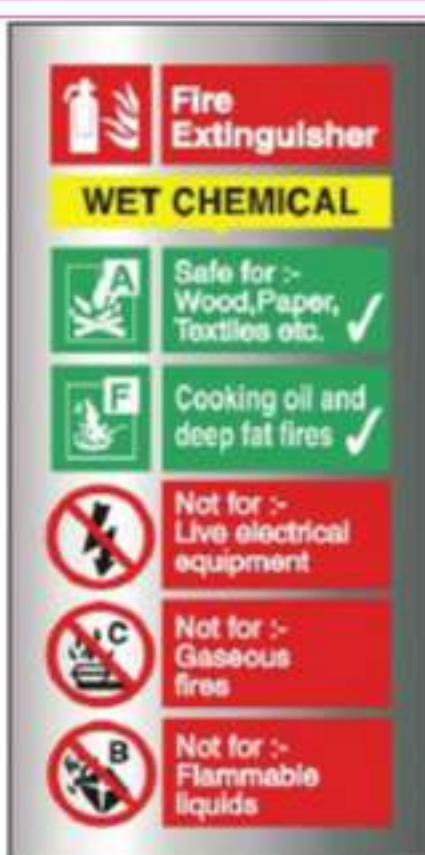 Fire
Extinguisher
WET CHEMICAL
A
Safe for :-
Wood,Paper,
Textiles etc.
F
Cooking oil and
deep fat fires
Not for :-
Live electrical
equipment
C
Not for :-
Gaseous
fires
B
Not for :-
Flammable
liquids